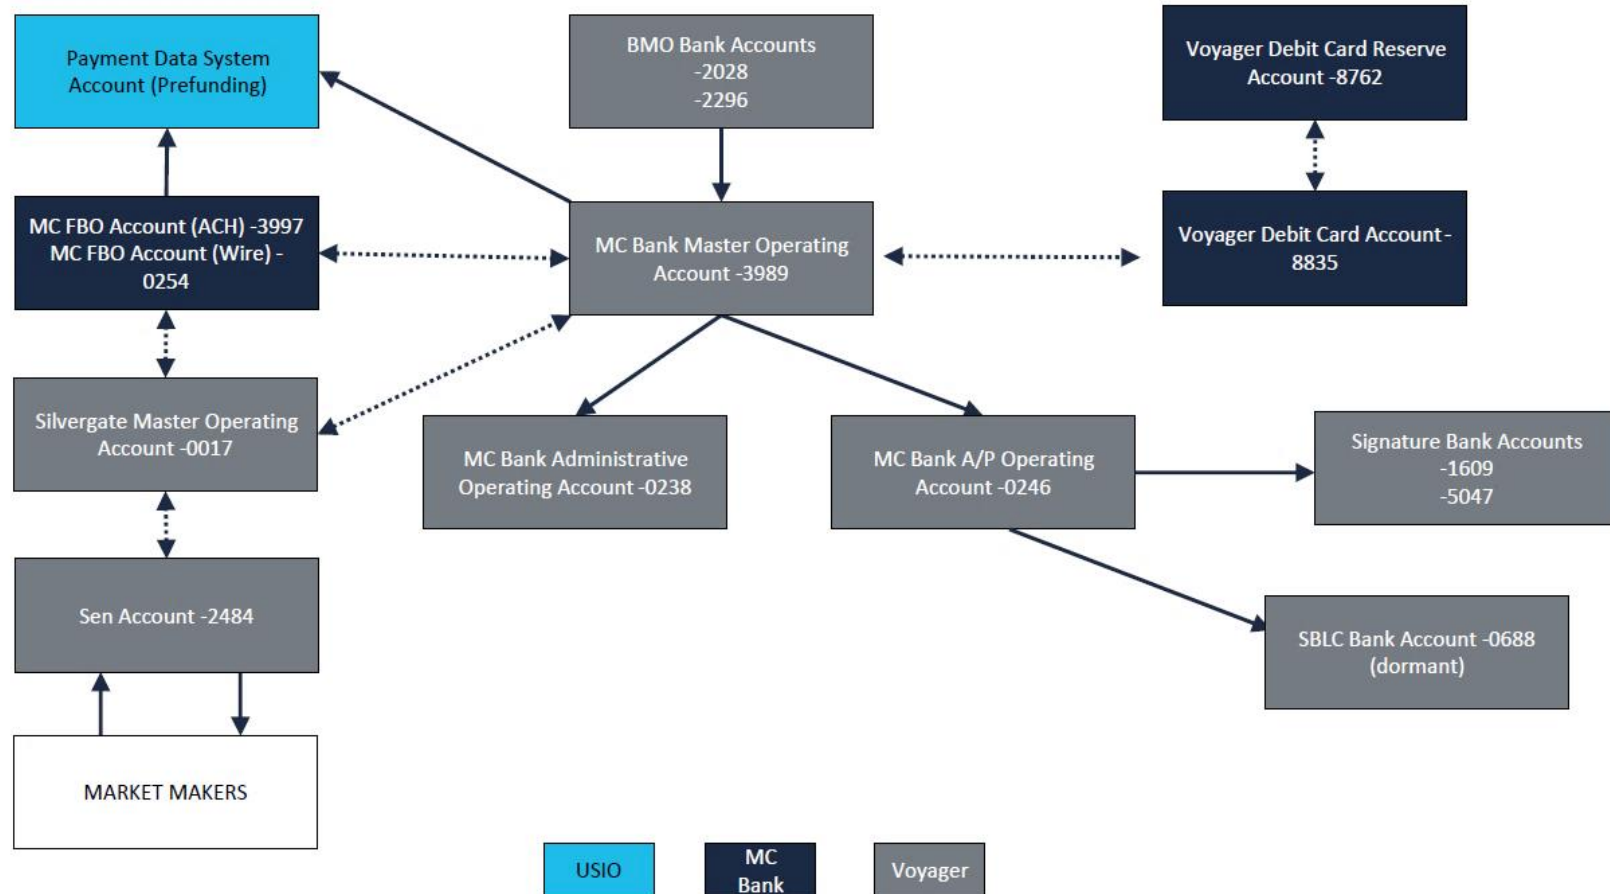 Payment Data System
Account (Prefunding)
BMO Bank Accounts
-2028
-2296
Voyager Debit Card Reserve
Account -8762
MC FBO Account (ACH) -3997
MC FBO Account (Wire) -
0254
MC Bank Master Operating
Account -3989
Voyager Debit Card Account-
8835
Silvergate Master Operating
Account -0017
MC Bank Administrative
Operating Account -0238
MC Bank A/P Operating
Account -0246
Signature Bank Accounts
-1609
-5047
Sen Account -2484
SBLC Bank Account -0688
(dormant)
MARKET MAKERS
USIO
MC
Bank
Voyager